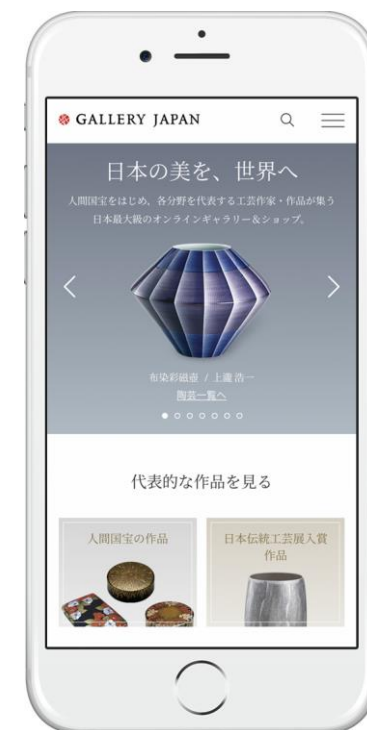 GALLERY JAPAN
日本の美を、世界へ
人間国宝をはじめ、各分野を代表する工芸作家・作品が集う
日本最大級のオンラインギャラリー＆ショップ。
布染彩磁壺 / 上瀧 浩一
陶芸一覧へ
代表的な作品を見る
人間国宝の作品
日本伝統工芸展入賞
作品